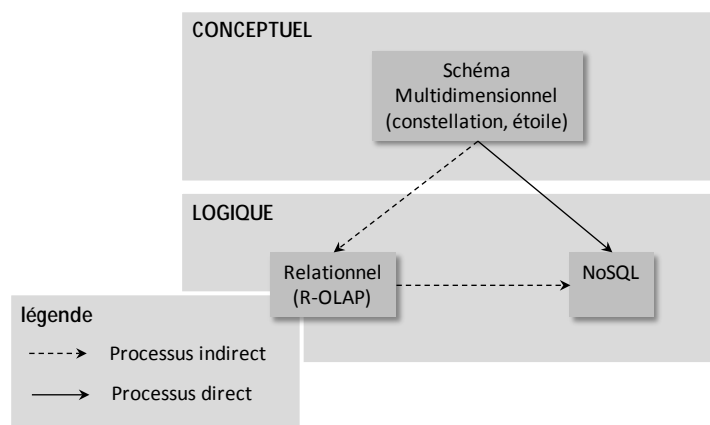 CONCEPTUEL
Schéma
Multidimensionnel
(constellation, étoile)
LOGIQUE
Relationnel
(R-OLAP)
NoSQL
légende
Processus indirect
Processus direct